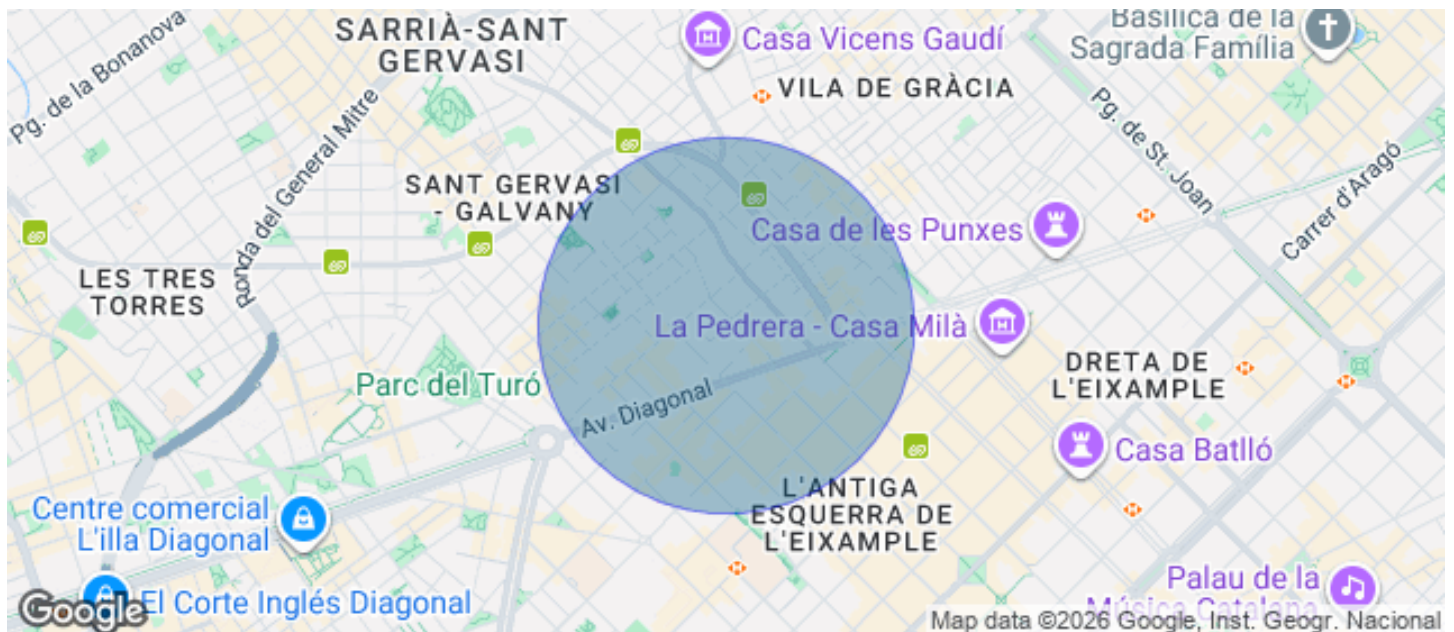 SARRIÀ-SANT
GERVASI
Casa Vicens Gaudí
Basílica de la
Sagrada Família
Pg. de la Bonanova
VILA DE GRÀCIA
Ronda del General Mitre
Pg. de St. Joan
Carrer d'Aragó
SANT GERVASI
- GALVANY
Casa de les Punxes
LES TRES
TORRES
La Pedrera - Casa Milà
DRETA DE
L'EIXAMPLE
Parc del Turó
Av. Diagonal
Casa Batlló
L'ANTIGA
ESQUERRA DE
L'EIXAMPLE
Centre comercial
L'illa Diagonal
El Corte Inglés Diagonal
Palau de la
Música Catalana
Google
Map data ©2026 Google, Inst. Geogr. Nacional